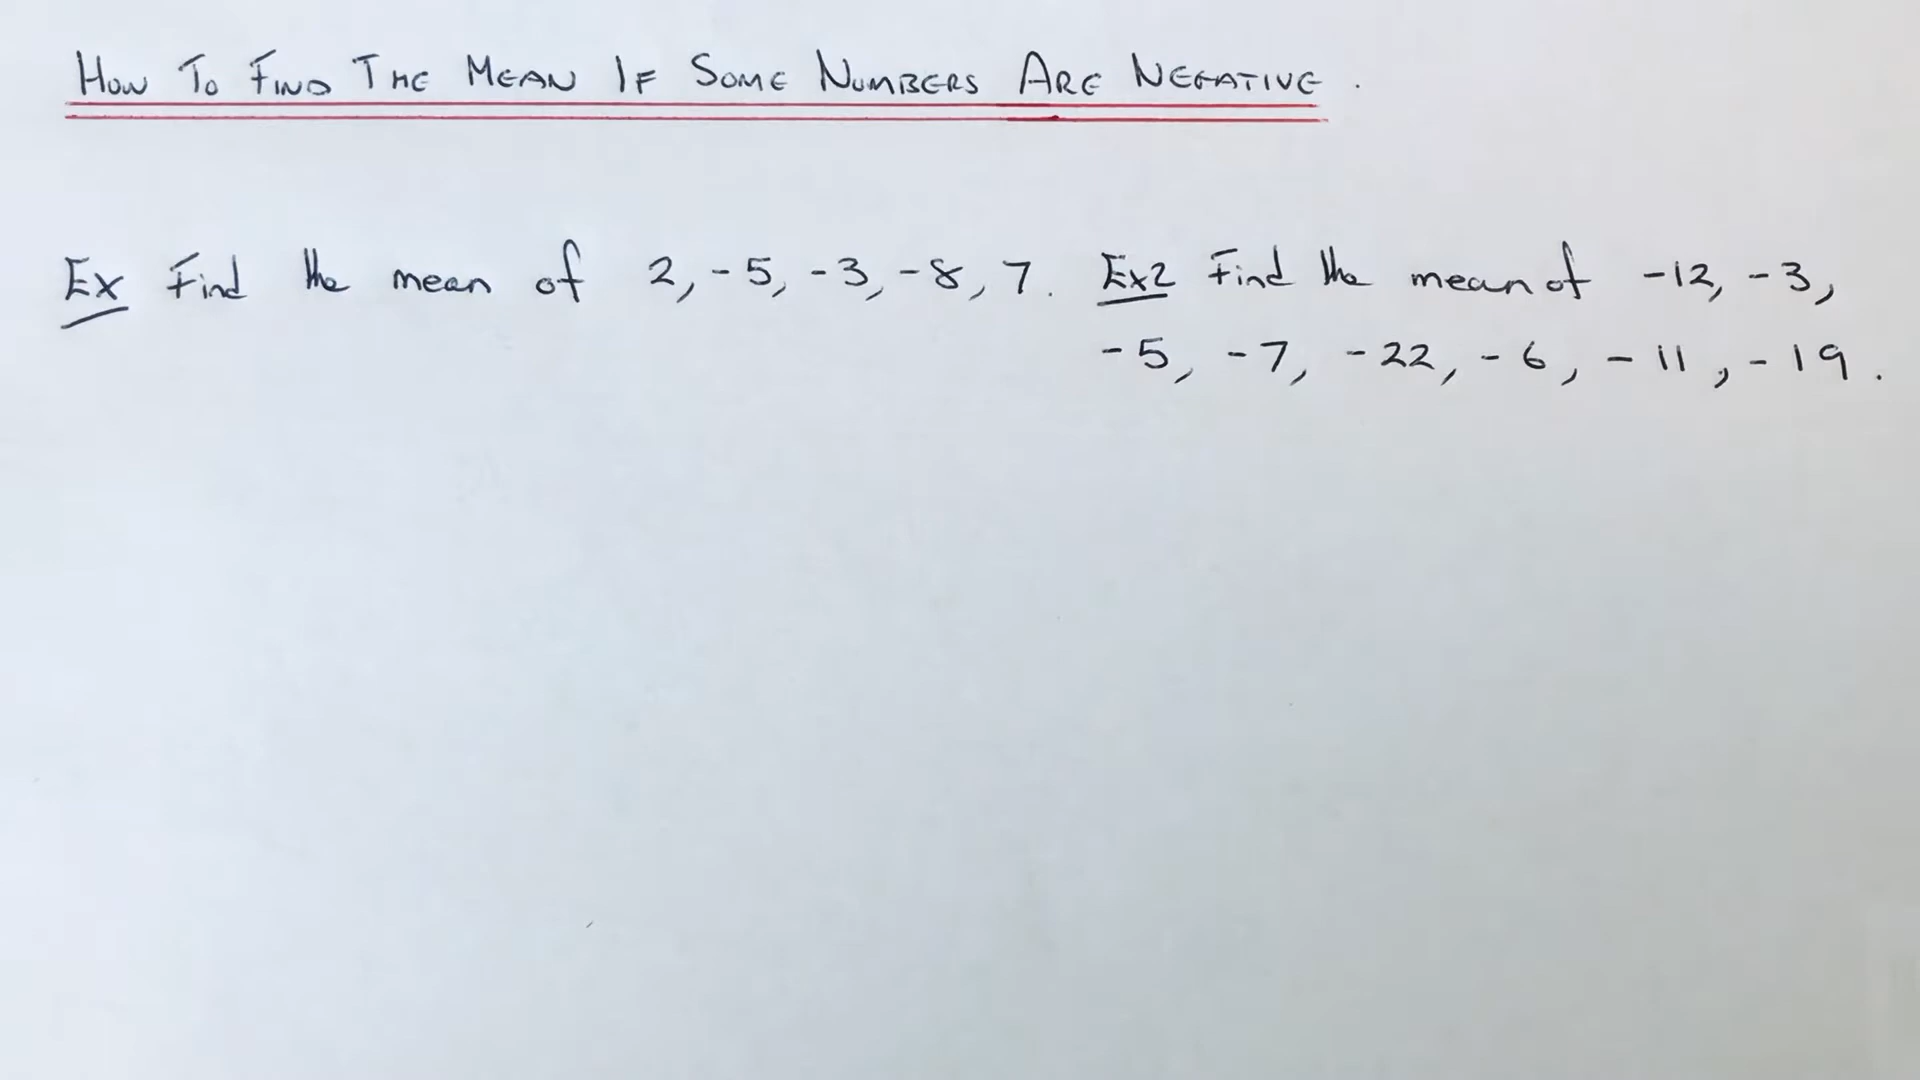 HOW TO FIND THE MEAN IF SOME NUMBERS ARE NEGATIVE.
Ex Find the mean of 2, -5, -3, -8, 7.
Ex2 Find the mean of -12, -3,
-5, -7, -22, -6, -11, -19.